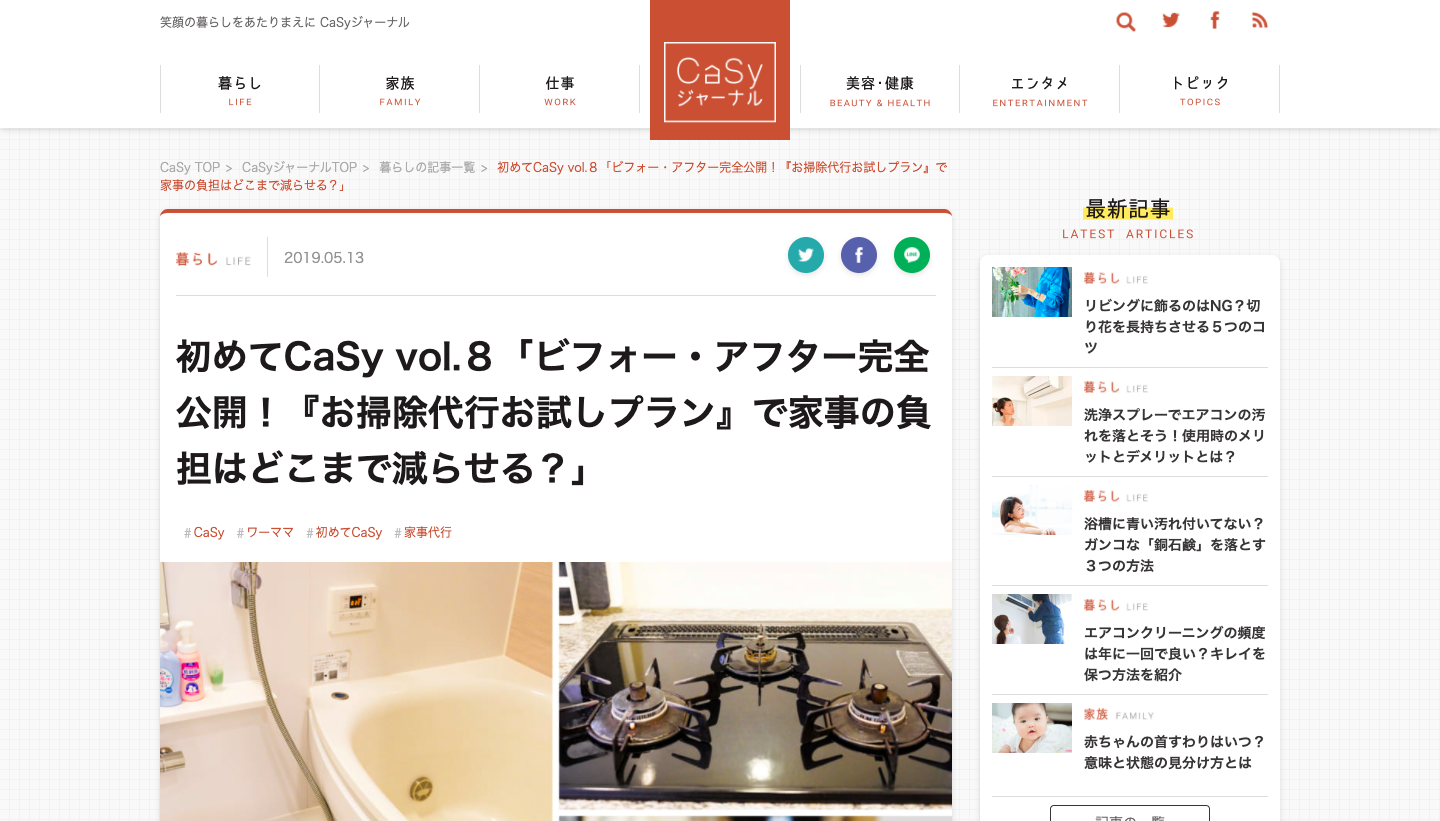 笑顔の暮らしをあたりまえに CaSyジャーナル
暮らし
LIFE
家族
FAMILY
仕事
WORK
CaSy
ジャーナル
美容・健康
BEAUTY & HEALTH
エンタメ
ENTERTAINMENT
トピック
TOPICS
CaSy TOP > CaSyジャーナルTOP > 暮らしの記事一覧 > 初めてCaSy vol.８「ビフォー・アフター完全公開！『お掃除代行お試しプラン』で
家事の負担はどこまで減らせる？」
暮らし LIFE 2019.05.13
LINE
初めてCaSy vol.８「ビフォー・アフター完全
公開！『お掃除代行お試しプラン』で家事の負
担はどこまで減らせる？」
#CaSy #ワーママ #初めてCaSy #家事代行
最新記事
LATEST ARTICLES
暮らし LIFE
リビングに飾るのはNG？切
り花を長持ちさせる５つのコ
ツ
暮らし LIFE
洗浄スプレーでエアコンの汚
れを落とそう！使用時のメリ
ットとデメリットとは？
暮らし LIFE
浴槽に青い汚れ付いてない？
ガンコな「銅石鹸」を落とす
３つの方法
暮らし LIFE
エアコンクリーニングの頻度
は年に一回で良い？キレイを
保つ方法を紹介
家族 FAMILY
赤ちゃんの首すわりはいつ？
意味と状態の見分け方とは
記事の一覧